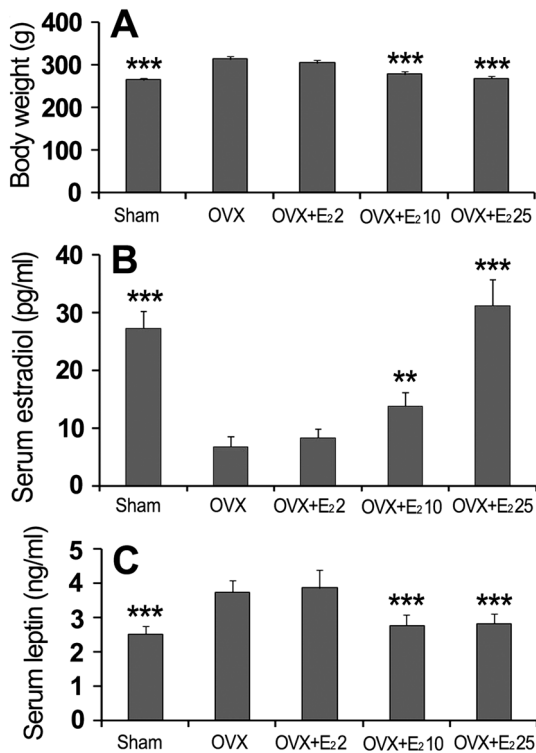 A
Body weight (g)
400
300
200
100
0
***
***
***
Sham
OVX
OVX+E₂2
OVX+E₂10
OVX+E₂25
B
Serum estradiol (pg/ml)
40
30
20
10
0
***
**
***
Sham
OVX
OVX+E₂2
OVX+E₂10
OVX+E₂25
C
Serum leptin (ng/ml)
5
4
3
2
1
0
***
***
***
Sham
OVX
OVX+E₂2
OVX+E₂10
OVX+E₂25